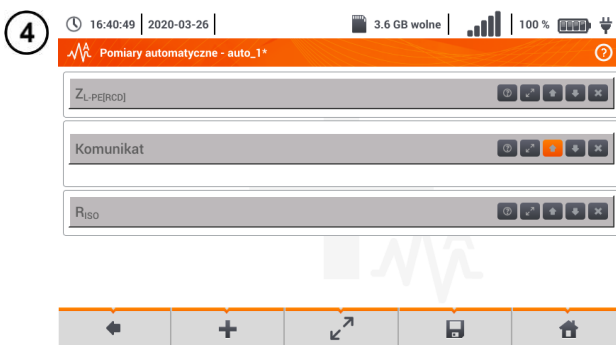 4
16:40:49 2020-03-26 3.6 GB wolne 100 %
Pomiary automatyczne - auto_1*
Z L-PE[RCD]
Komunikat
R ISO